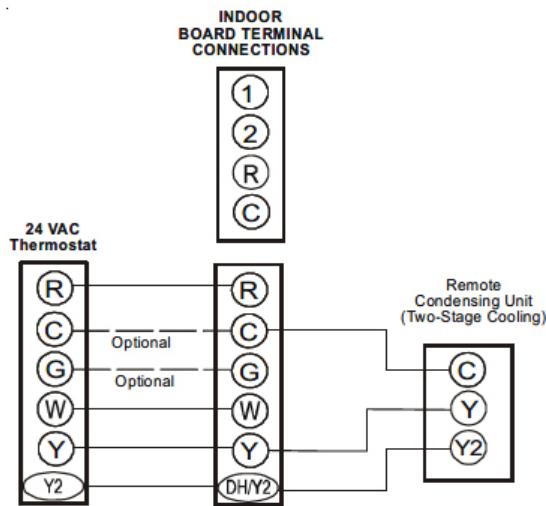 INDOOR
BOARD TERMINAL
CONNECTIONS
1
2
R
C
24 VAC
Thermostat
R
C
G
W
Y
Y2
Optional
Optional
R
C
G
W
Y
DH/Y2
Remote
Condensing Unit
(Two-Stage Cooling)
C
Y
Y2